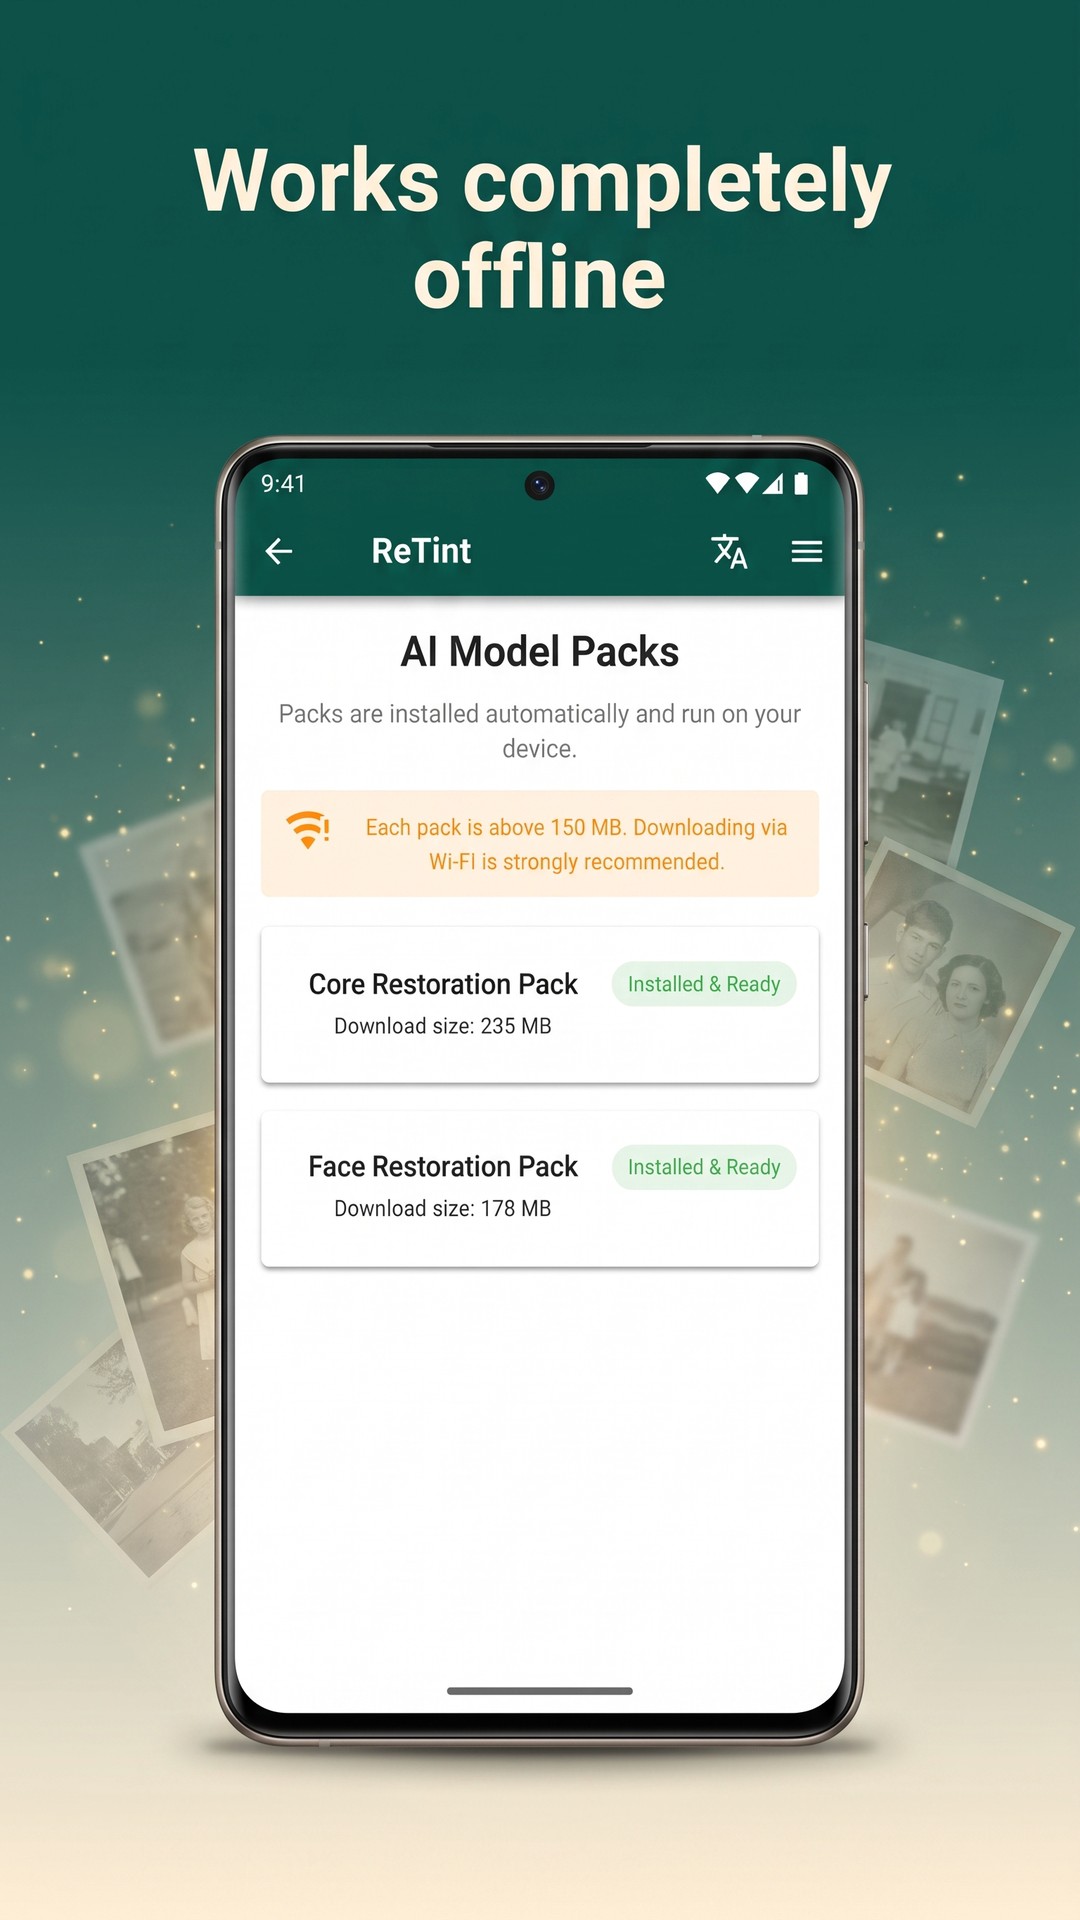 Works completely
offline
9:41
ReTint
AI Model Packs
Packs are installed automatically and run on your
device.
Each pack is above 150 MB. Downloading via
Wi-FI is strongly recommended.
Core Restoration Pack
Installed & Ready
Download size: 235 MB
Face Restoration Pack
Installed & Ready
Download size: 178 MB